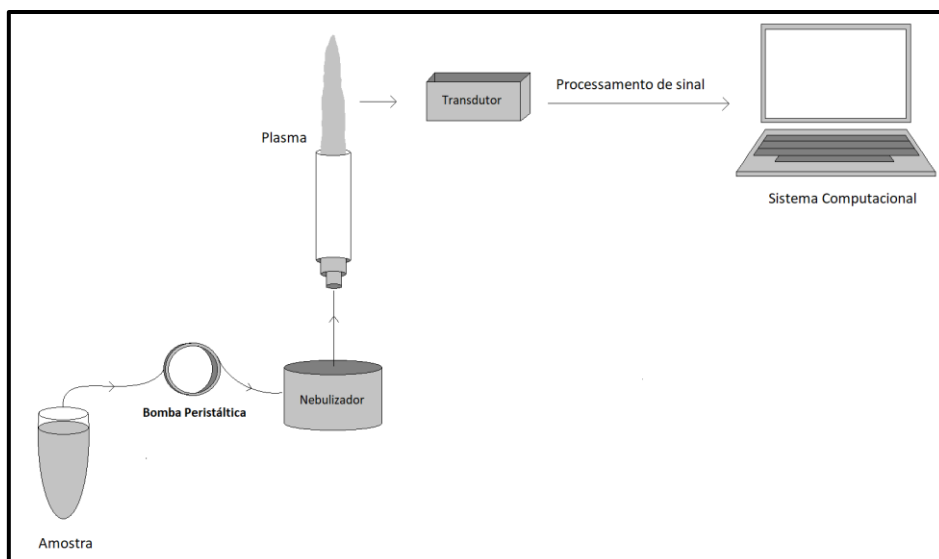 Processamento de sinal
Transdutor
Plasma
Sistema Computacional
Nebulizador
Bomba Peristáltica
Amostra